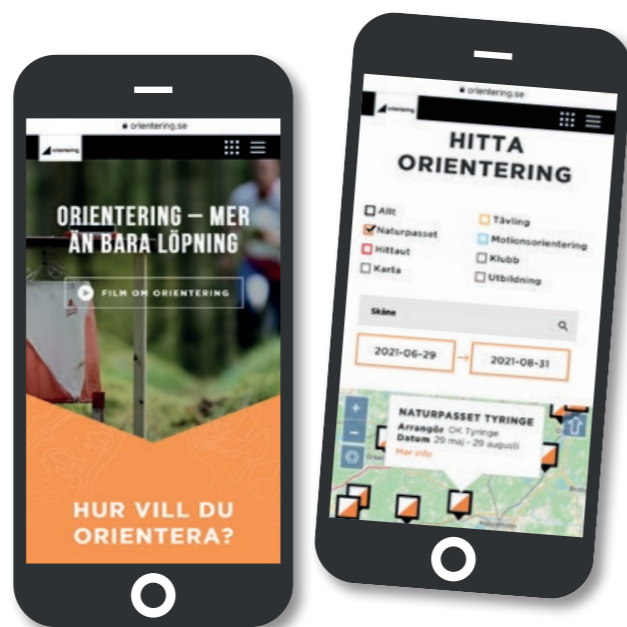 orientering.se
orientering
ORIENTERING – MER
ÄN BARA LÖPNING
FILM OM ORIENTERING
HUR VILL DU
ORIENTERA?
orientering.se
orientering
HITTA
ORIENTERING
Allt
Naturpasset
Hittaut
Karta
Tävling
Motionsorientering
Klubb
Utbildning
Skåne
2021-06-29 → 2021-08-31
+
−
NATURPASSET TYRINGE
Arrangör OK Tyringe
Datum 29 maj - 29 augusti
Mer info